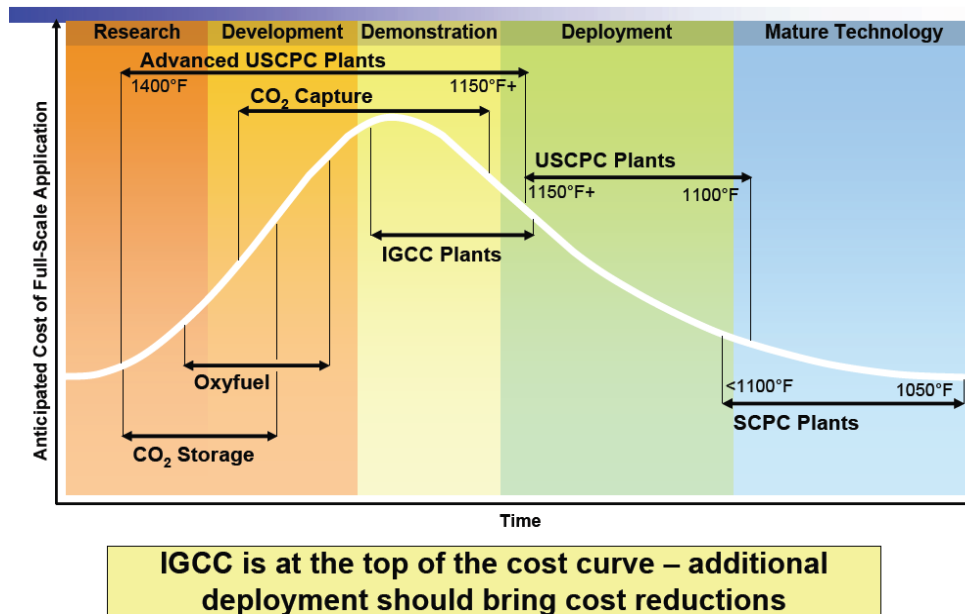 Research Development Demonstration Deployment Mature Technology
Advanced USCPC Plants
1400°F 1150°F+
CO₂ Capture
USCPC Plants
1150°F+ 1100°F
IGCC Plants
Oxyfuel
<1100°F 1050°F
SCPC Plants
CO₂ Storage
Anticipated Cost of Full-Scale Application
Time
IGCC is at the top of the cost curve – additional
deployment should bring cost reductions